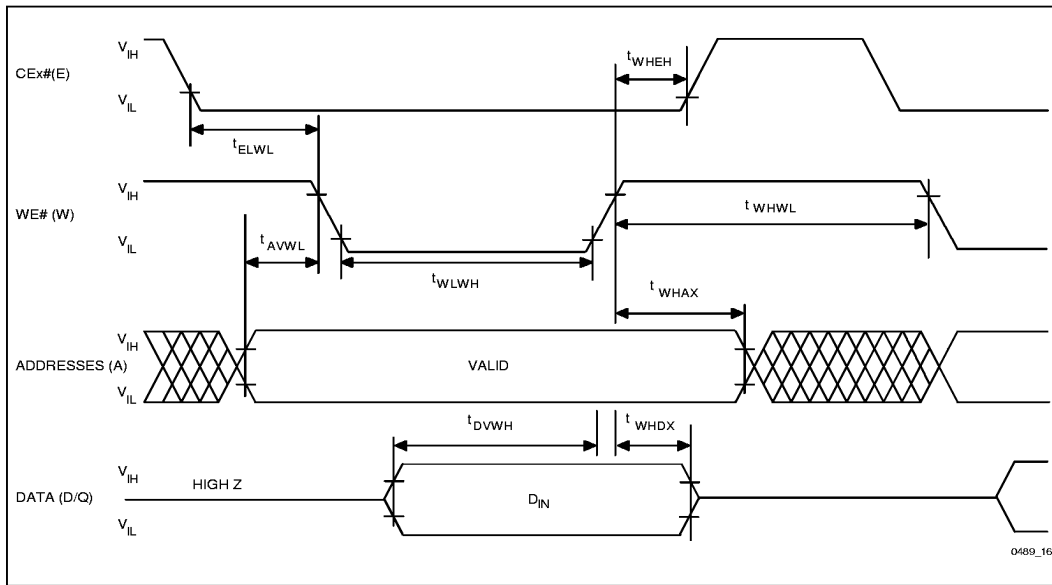 V IH
t WHEH
CEx#(E)
V IL
t ELWL
V IH
WE# (W)
t WHWL
V IL
t AVWL
t WLWH
t WHAX
V IH
ADDRESSES (A)
VALID
V IL
t DVWH
t WHDX
V IH
HIGH Z
DATA (D/Q)
D IN
V IL
0489_16